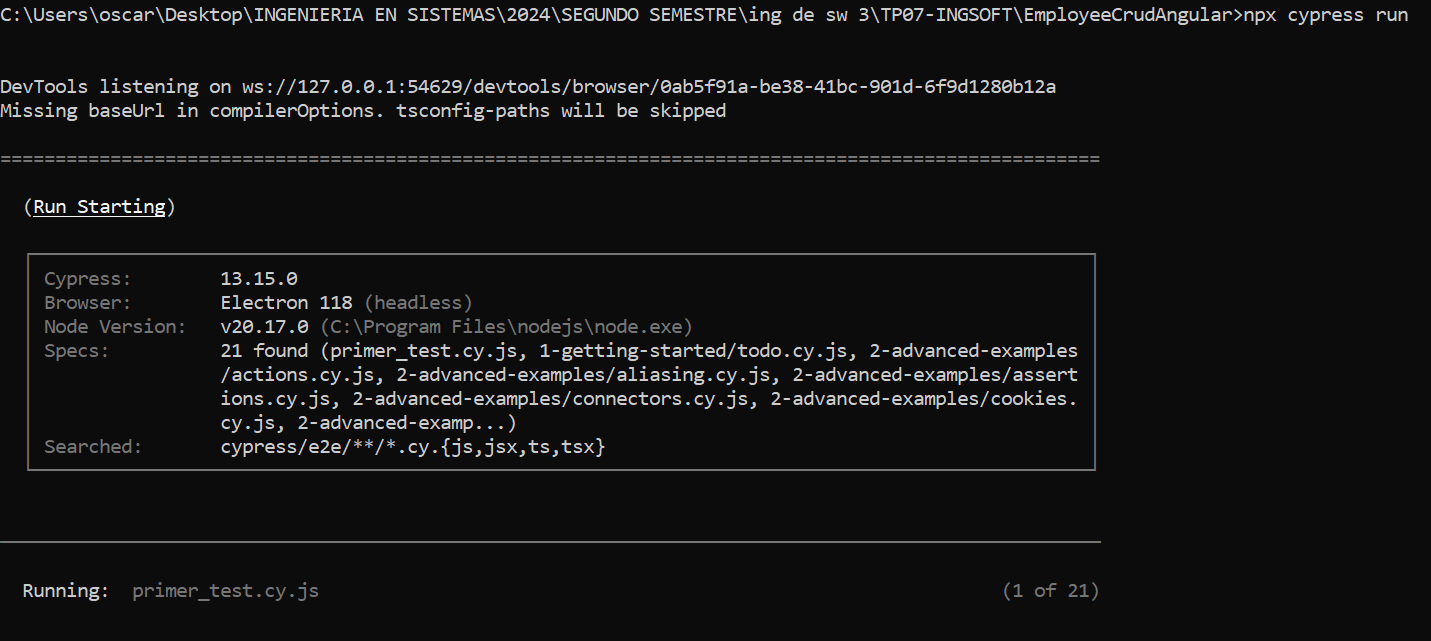 C:\Users\oscar\Desktop\INGENIERIA EN SISTEMAS\2024\SEGUNDO SEMESTRE\ing de sw 3\TP07-INGSOFT\EmployeeCrudAngular>npx cypress run
DevTools listening on ws://127.0.0.1:54629/devtools/browser/0ab5f91a-be38-41bc-901d-6f9d1280b12a
Missing baseUrl in compilerOptions. tsconfig-paths will be skipped
====================================================================================================
(Run Starting)
Cypress: 13.15.0
Browser: Electron 118 (headless)
Node Version: v20.17.0 (C:\Program Files\nodejs\node.exe)
Specs: 21 found (primer_test.cy.js, 1-getting-started/todo.cy.js, 2-advanced-examples
/actions.cy.js, 2-advanced-examples/aliasing.cy.js, 2-advanced-examples/assert
ions.cy.js, 2-advanced-examples/connectors.cy.js, 2-advanced-examples/cookies.
cy.js, 2-advanced-examp...)
Searched: cypress/e2e/**/*.cy.{js,jsx,ts,tsx}
Running: primer_test.cy.js (1 of 21)